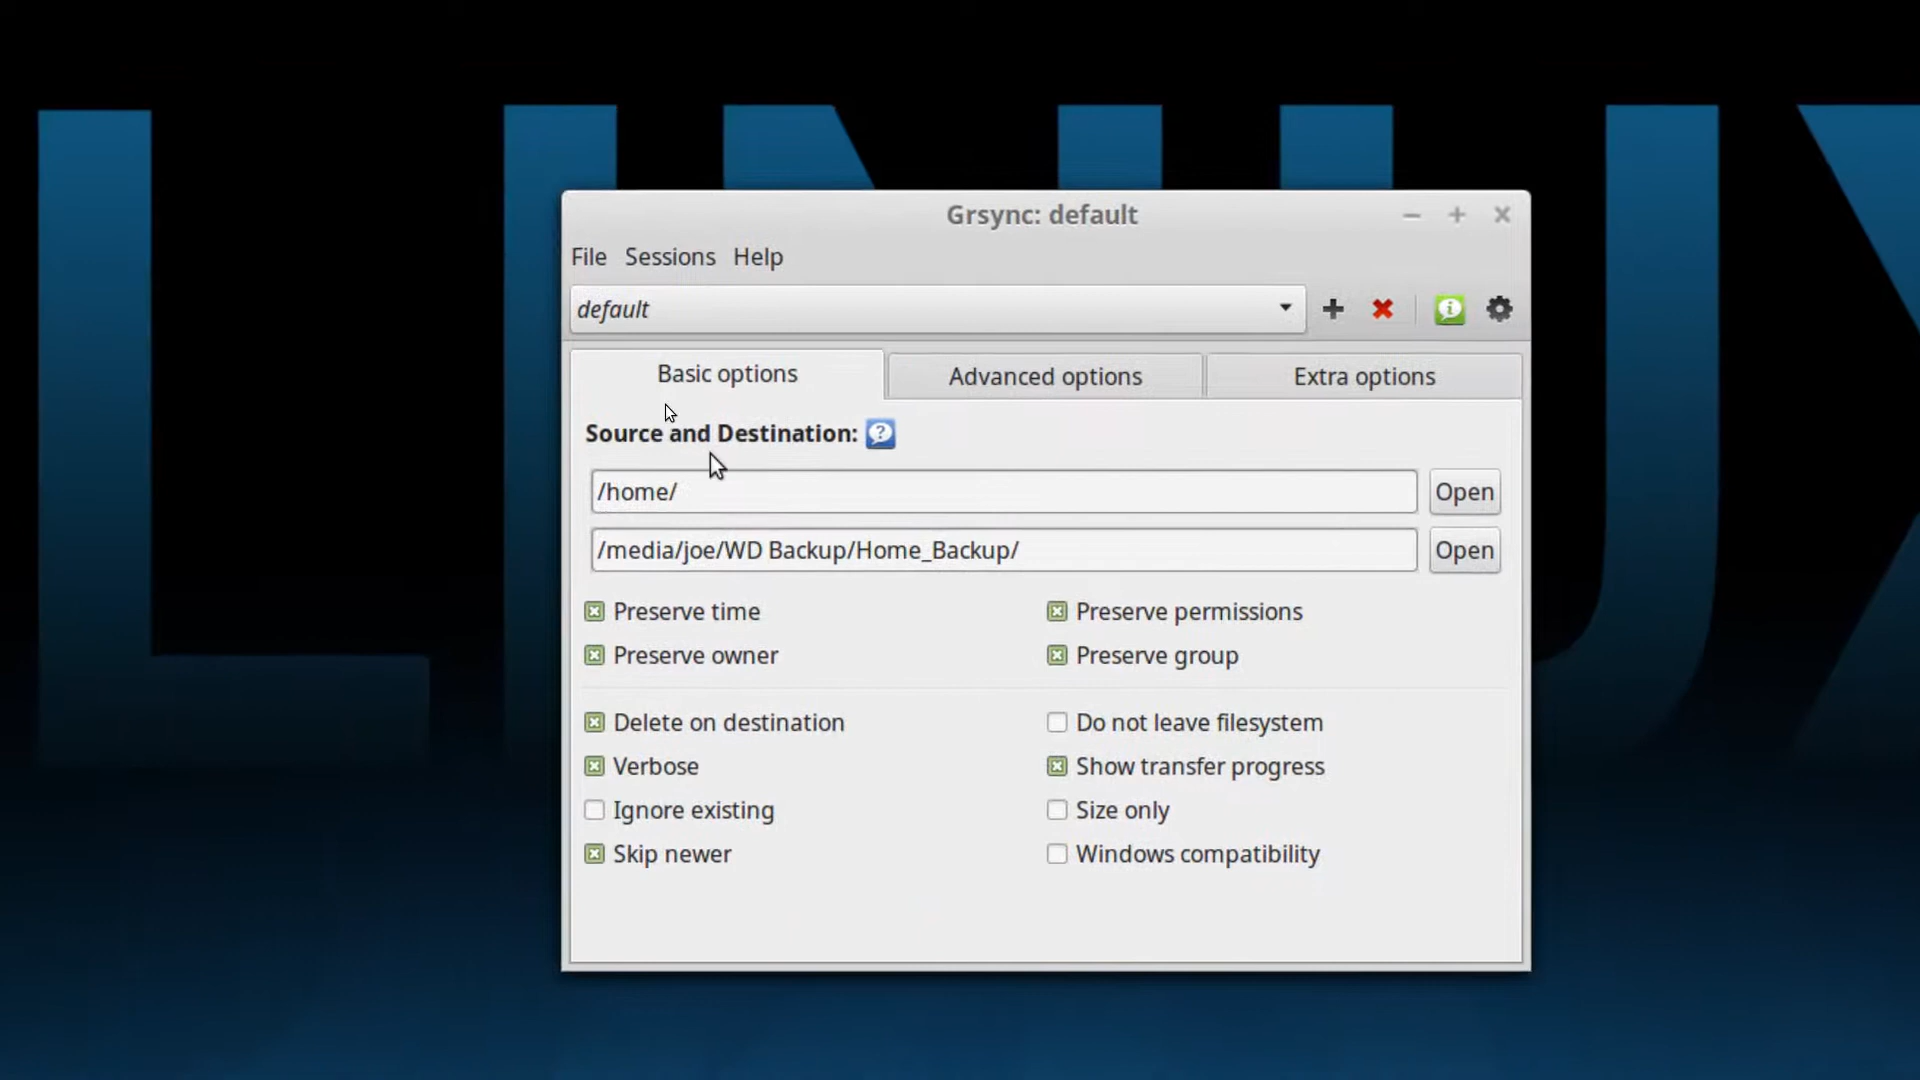 LINUX
Grsync: default
File Sessions Help
default
Basic options Advanced options Extra options
Source and Destination:
/home/ Open
/media/joe/WD Backup/Home_Backup/ Open
Preserve time Preserve permissions
Preserve owner Preserve group
Delete on destination Do not leave filesystem
Verbose Show transfer progress
Ignore existing Size only
Skip newer Windows compatibility